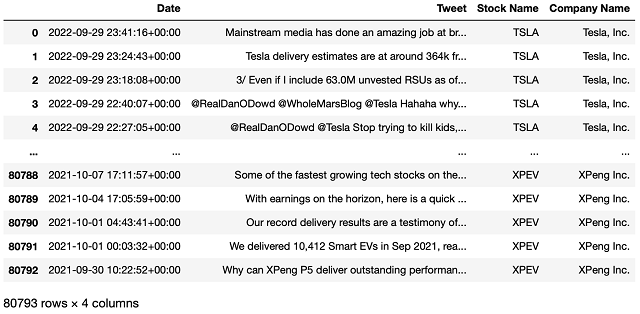 Date Tweet Stock Name Company Name
0 2022-09-29 23:41:16+00:00 Mainstream media has done an amazing job at br... TSLA Tesla, Inc.
1 2022-09-29 23:24:43+00:00 Tesla delivery estimates are at around 364k fr... TSLA Tesla, Inc.
2 2022-09-29 23:18:08+00:00 3/ Even if I include 63.0M unvested RSUs as of... TSLA Tesla, Inc.
3 2022-09-29 22:40:07+00:00 @RealDanODowd @WholeMarsBlog @Tesla Hahaha why... TSLA Tesla, Inc.
4 2022-09-29 22:27:05+00:00 @RealDanODowd @Tesla Stop trying to kill kids,... TSLA Tesla, Inc.
... ... ... ... ...
80788 2021-10-07 17:11:57+00:00 Some of the fastest growing tech stocks on the... XPEV XPeng Inc.
80789 2021-10-04 17:05:59+00:00 With earnings on the horizon, here is a quick ... XPEV XPeng Inc.
80790 2021-10-01 04:43:41+00:00 Our record delivery results are a testimony of... XPEV XPeng Inc.
80791 2021-10-01 00:03:32+00:00 We delivered 10,412 Smart EVs in Sep 2021, rea... XPEV XPeng Inc.
80792 2021-09-30 10:22:52+00:00 Why can XPeng P5 deliver outstanding performan... XPEV XPeng Inc.
80793 rows × 4 columns